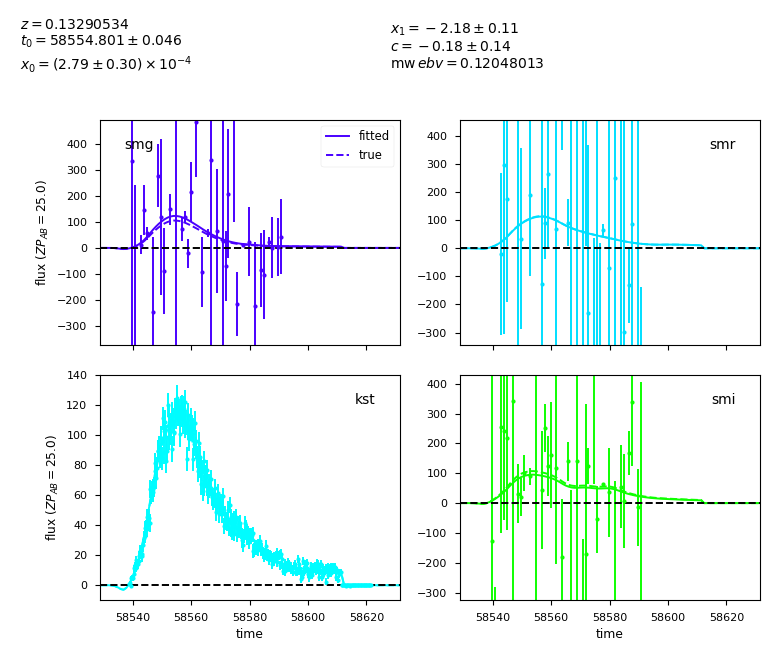 z = 0.13290534
t₀ = 58554.801 ± 0.046
x₀ = (2.79 ± 0.30) × 10⁻⁴
x₁ = −2.18 ± 0.11
c = −0.18 ± 0.14
mw ebv = 0.12048013
smg
fitted
true
400
300
200
100
0
−100
−200
−300
flux (ZP_AB = 25.0)
smr
400
300
200
100
0
−100
−200
−300
kst
140
120
100
80
60
40
20
0
flux (ZP_AB = 25.0)
58540 58560 58580 58600 58620
time
smi
400
300
200
100
0
−100
−200
−300
58540 58560 58580 58600 58620
time